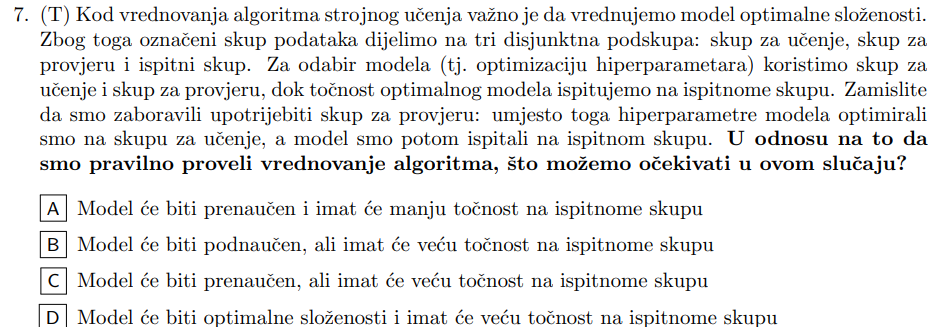 7. (T) Kod vrednovanja algoritma strojnog učenja važno je da vrednujemo model optimalne složenosti.
Zbog toga označeni skup podataka dijelimo na tri disjunktna podskupa: skup za učenje, skup za
provjeru i ispitni skup. Za odabir modela (tj. optimizaciju hiperparametara) koristimo skup za
učenje i skup za provjeru, dok točnost optimalnog modela ispitujemo na ispitnome skupu. Zamislite
da smo zaboravili upotrijebiti skup za provjeru: umjesto toga hiperparametre modela optimirali
smo na skupu za učenje, a model smo potom ispitali na ispitnom skupu. U odnosu na to da
smo pravilno proveli vrednovanje algoritma, što možemo očekivati u ovom slučaju?
A Model će biti prenaučen i imat će manju točnost na ispitnome skupu
B Model će biti podnaučen, ali imat će veću točnost na ispitnome skupu
C Model će biti prenaučen, ali imat će veću točnost na ispitnome skupu
D Model će biti optimalne složenosti i imat će veću točnost na ispitnome skupu